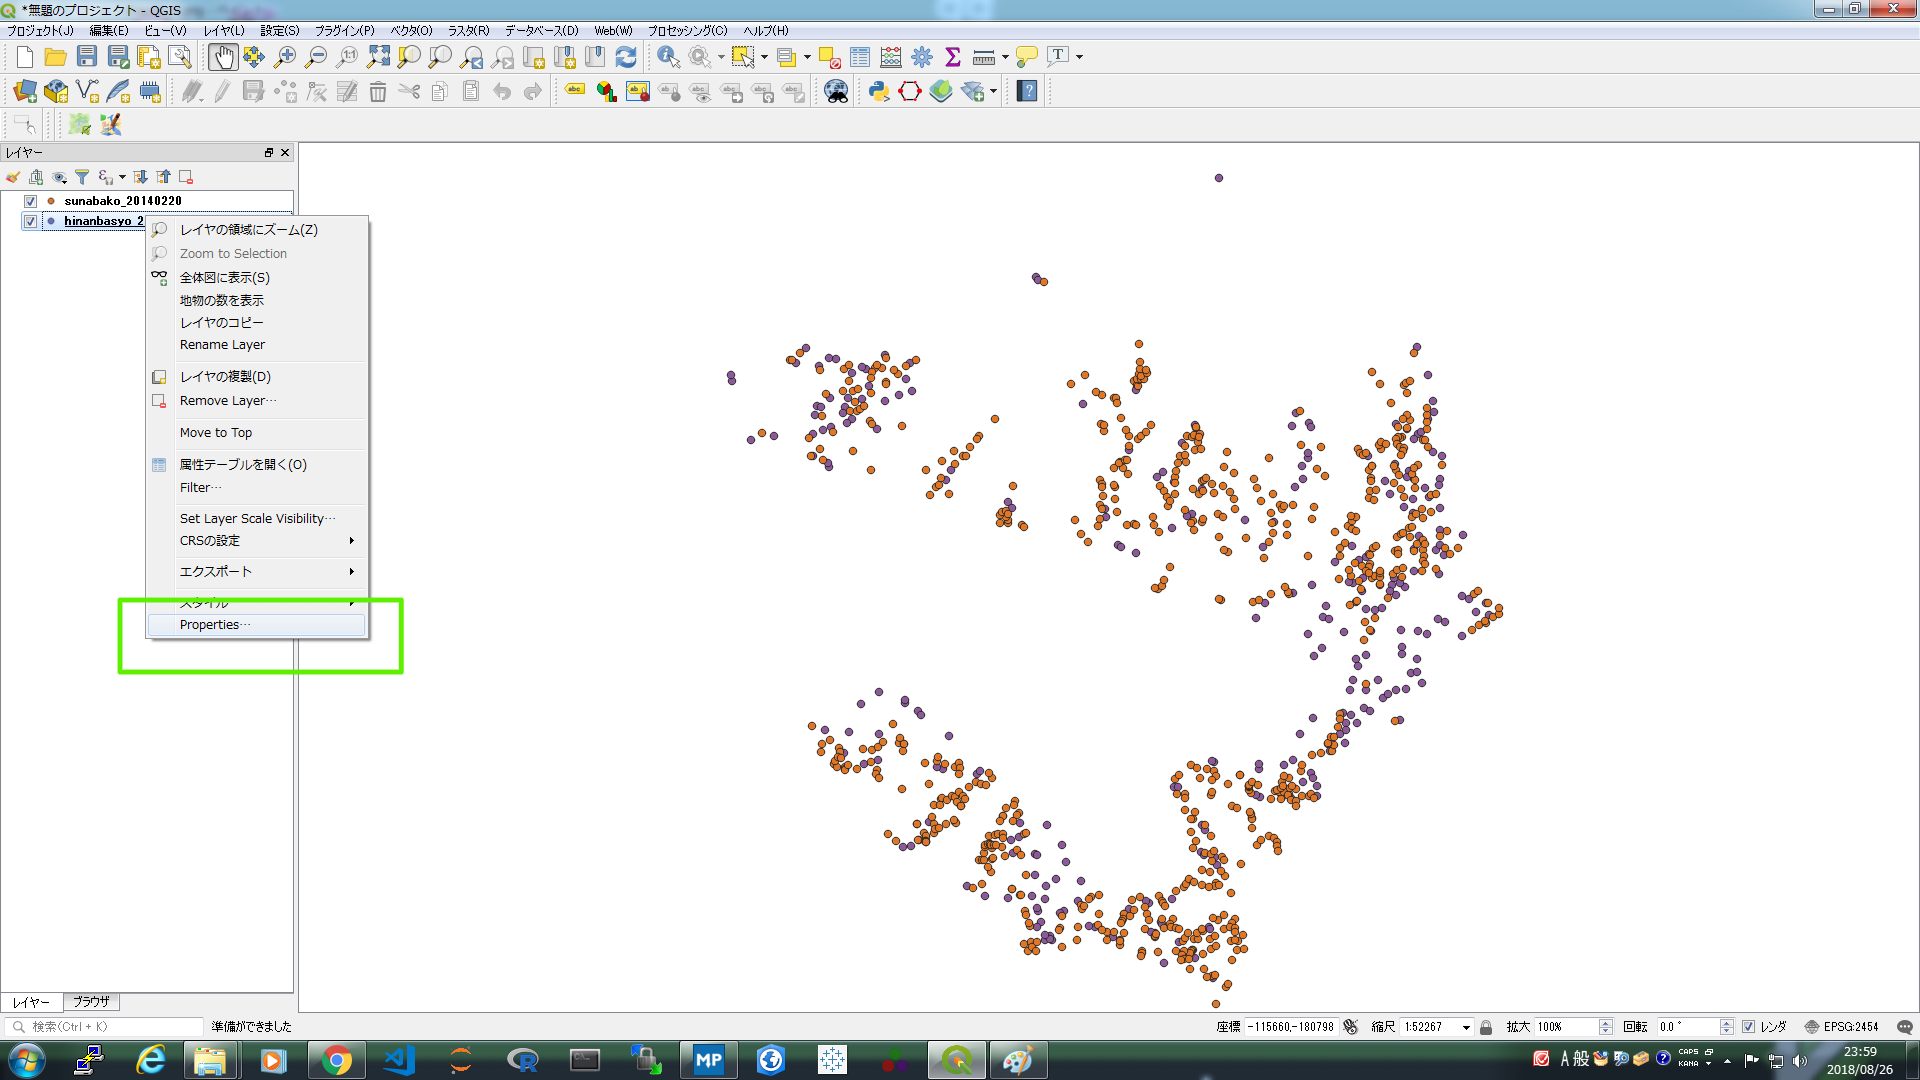 *無題のプロジェクト - QGIS
プロジェクト(J) 編集(E) ビュー(V) レイヤ(L) 設定(S) プラグイン(P) ベクタ(O) ラスタ(R) データベース(D) Web(W) プロセッシング(C) ヘルプ(H)
レイヤー
sunabako_20140220
hinanbasyo_2
レイヤの領域にズーム(Z)
Zoom to Selection
全体図に表示(S)
地物の数を表示
レイヤのコピー
Rename Layer
レイヤの複製(D)
Remove Layer…
Move to Top
属性テーブルを開く(O)
Filter…
Set Layer Scale Visibility…
CRSの設定
エクスポート
スタイル
Properties…
レイヤー ブラウザ
検索(Ctrl + K) 準備ができました 座標 -115660,-180798 縮尺 1:52267 拡大 100% 回転 0.0 ° レンダ EPSG:2454
MP A 般 CAPS KANA 23:59
2018/08/26